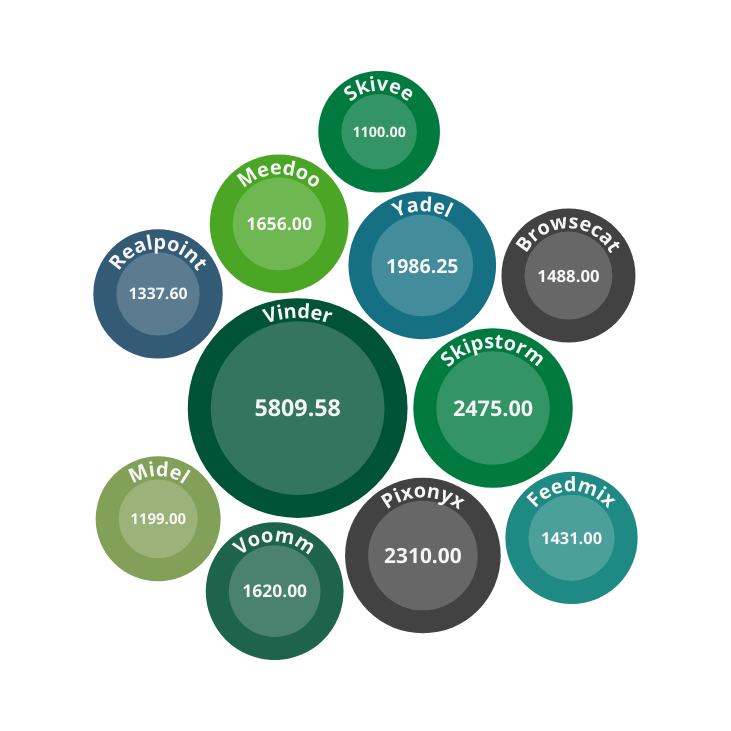 Skivee
1100.00
Meedoo
1656.00
Yadel
1986.25
Browsecat
1488.00
Realpoint
1337.60
Vinder
5809.58
Skipstorm
2475.00
Midel
1199.00
Pixonyx
2310.00
Feedmix
1431.00
Voomm
1620.00